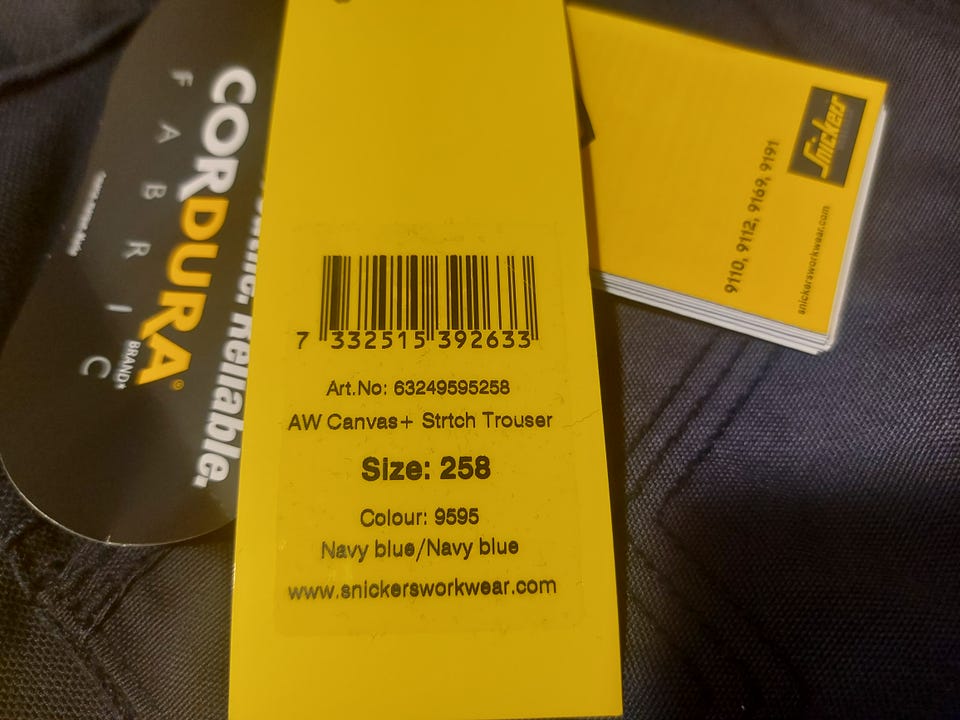 CORDURA®
BRAND®
FABRIC
Reliable.
7 332515 392633
Art.No: 63249595258
AW Canvas+ Strtch Trouser
Size: 258
Colour: 9595
Navy blue/Navy blue
www.snickersworkwear.com
Snickers
9110, 9112, 9169, 9191
snickersworkwear.com